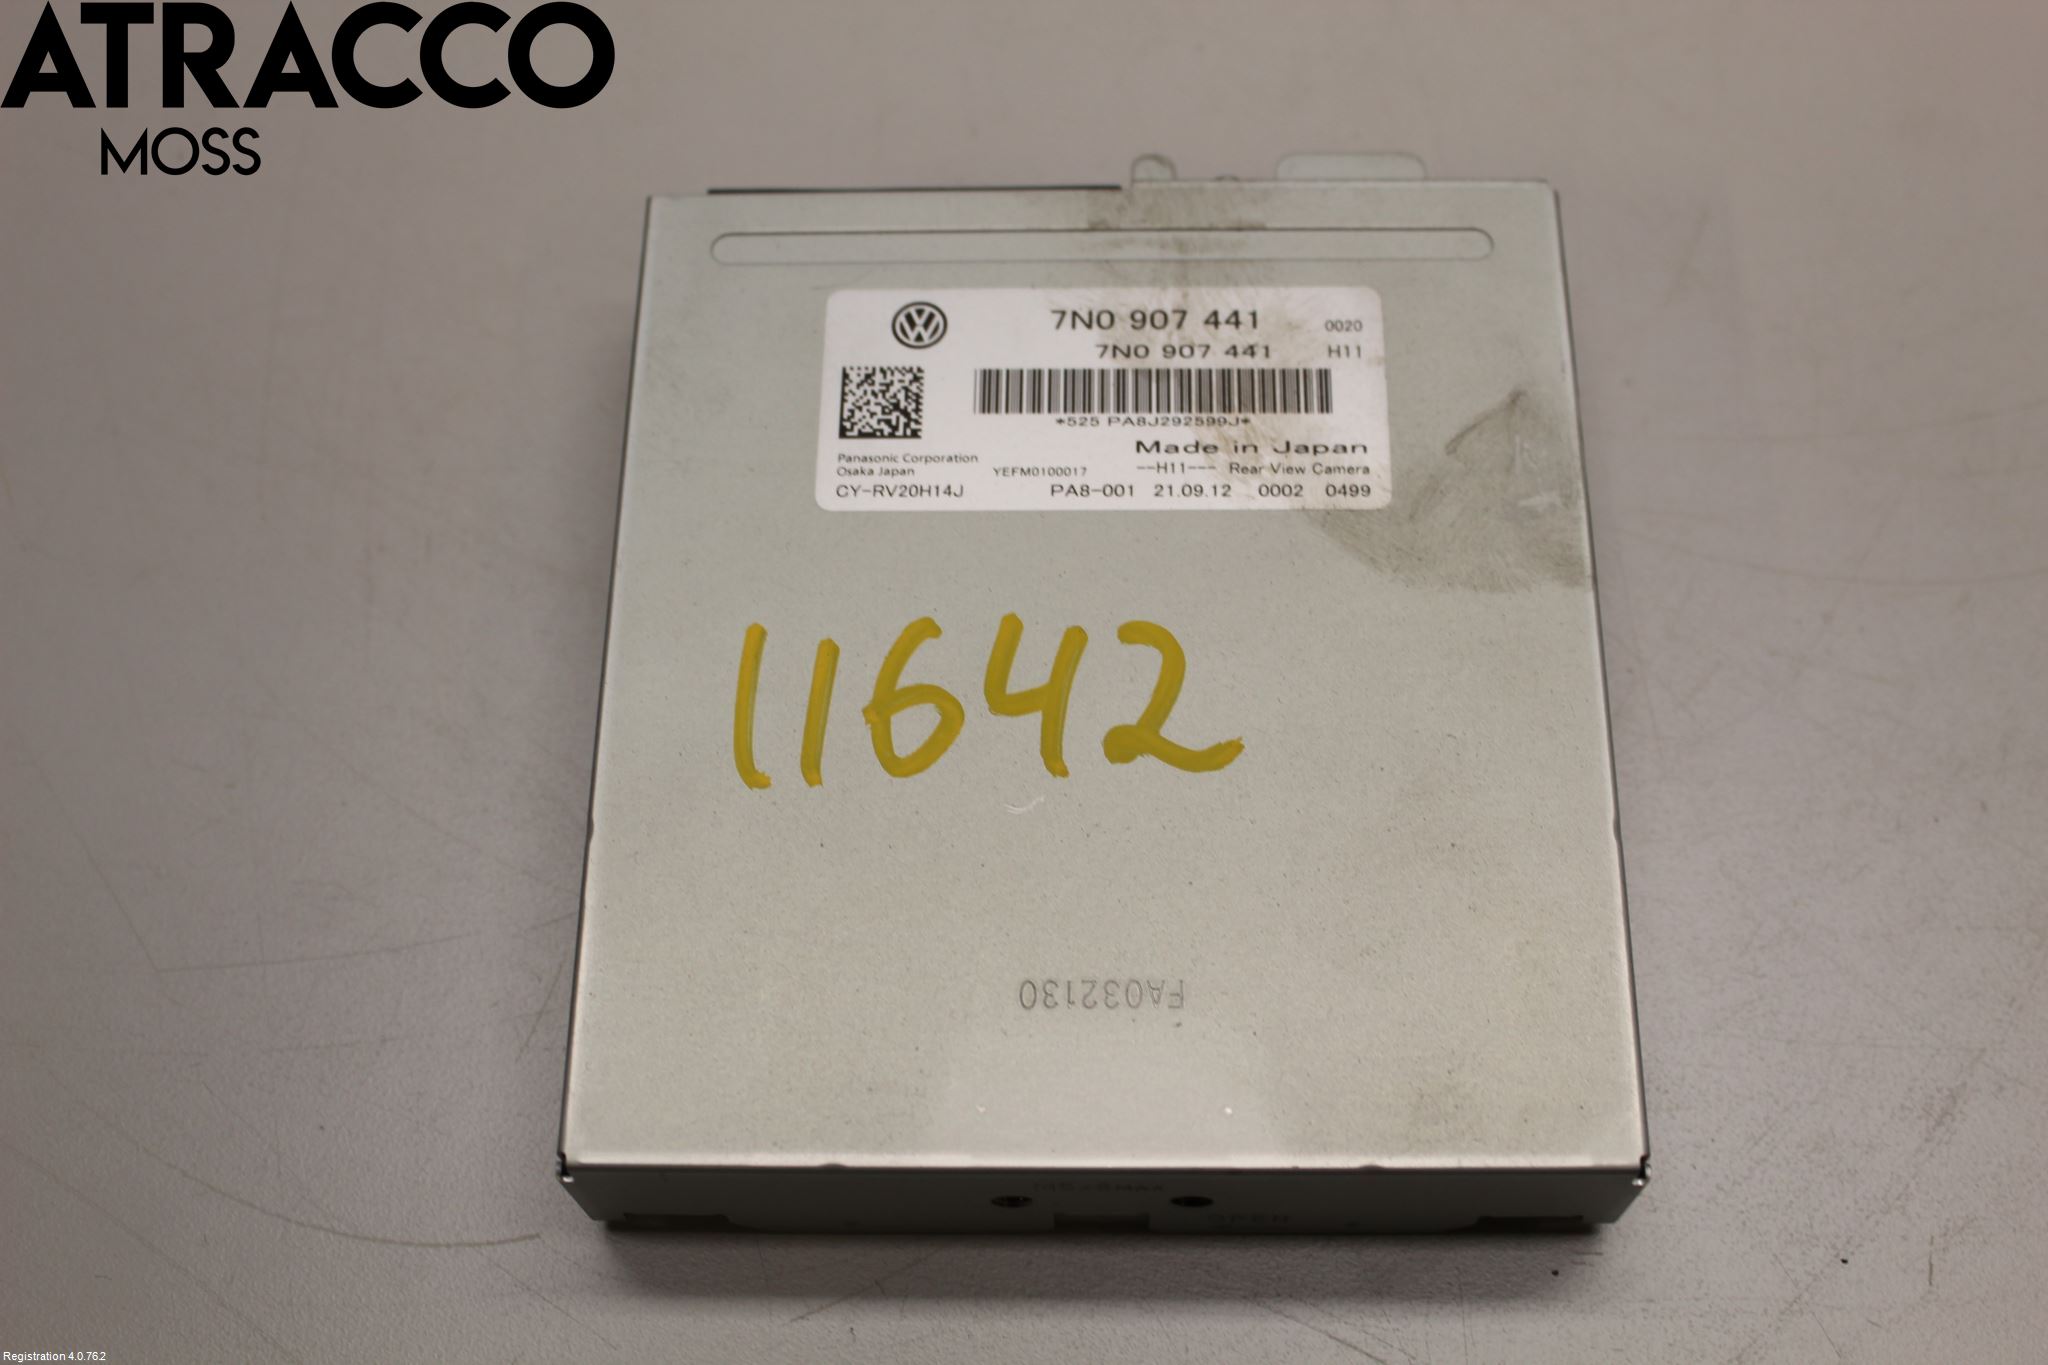 ATRACCO
MOSS
7N0 907 441 0020
7N0 907 441 H11
*525 PA8J292599J*
Made in Japan
Panasonic Corporation
Osaka Japan YEFM0100017 --H11--- Rear View Camera
CY-RV20H14J PA8-001 21.09.12 0002 0499
11642
FA032130
OPEN
Registration 4.0.762